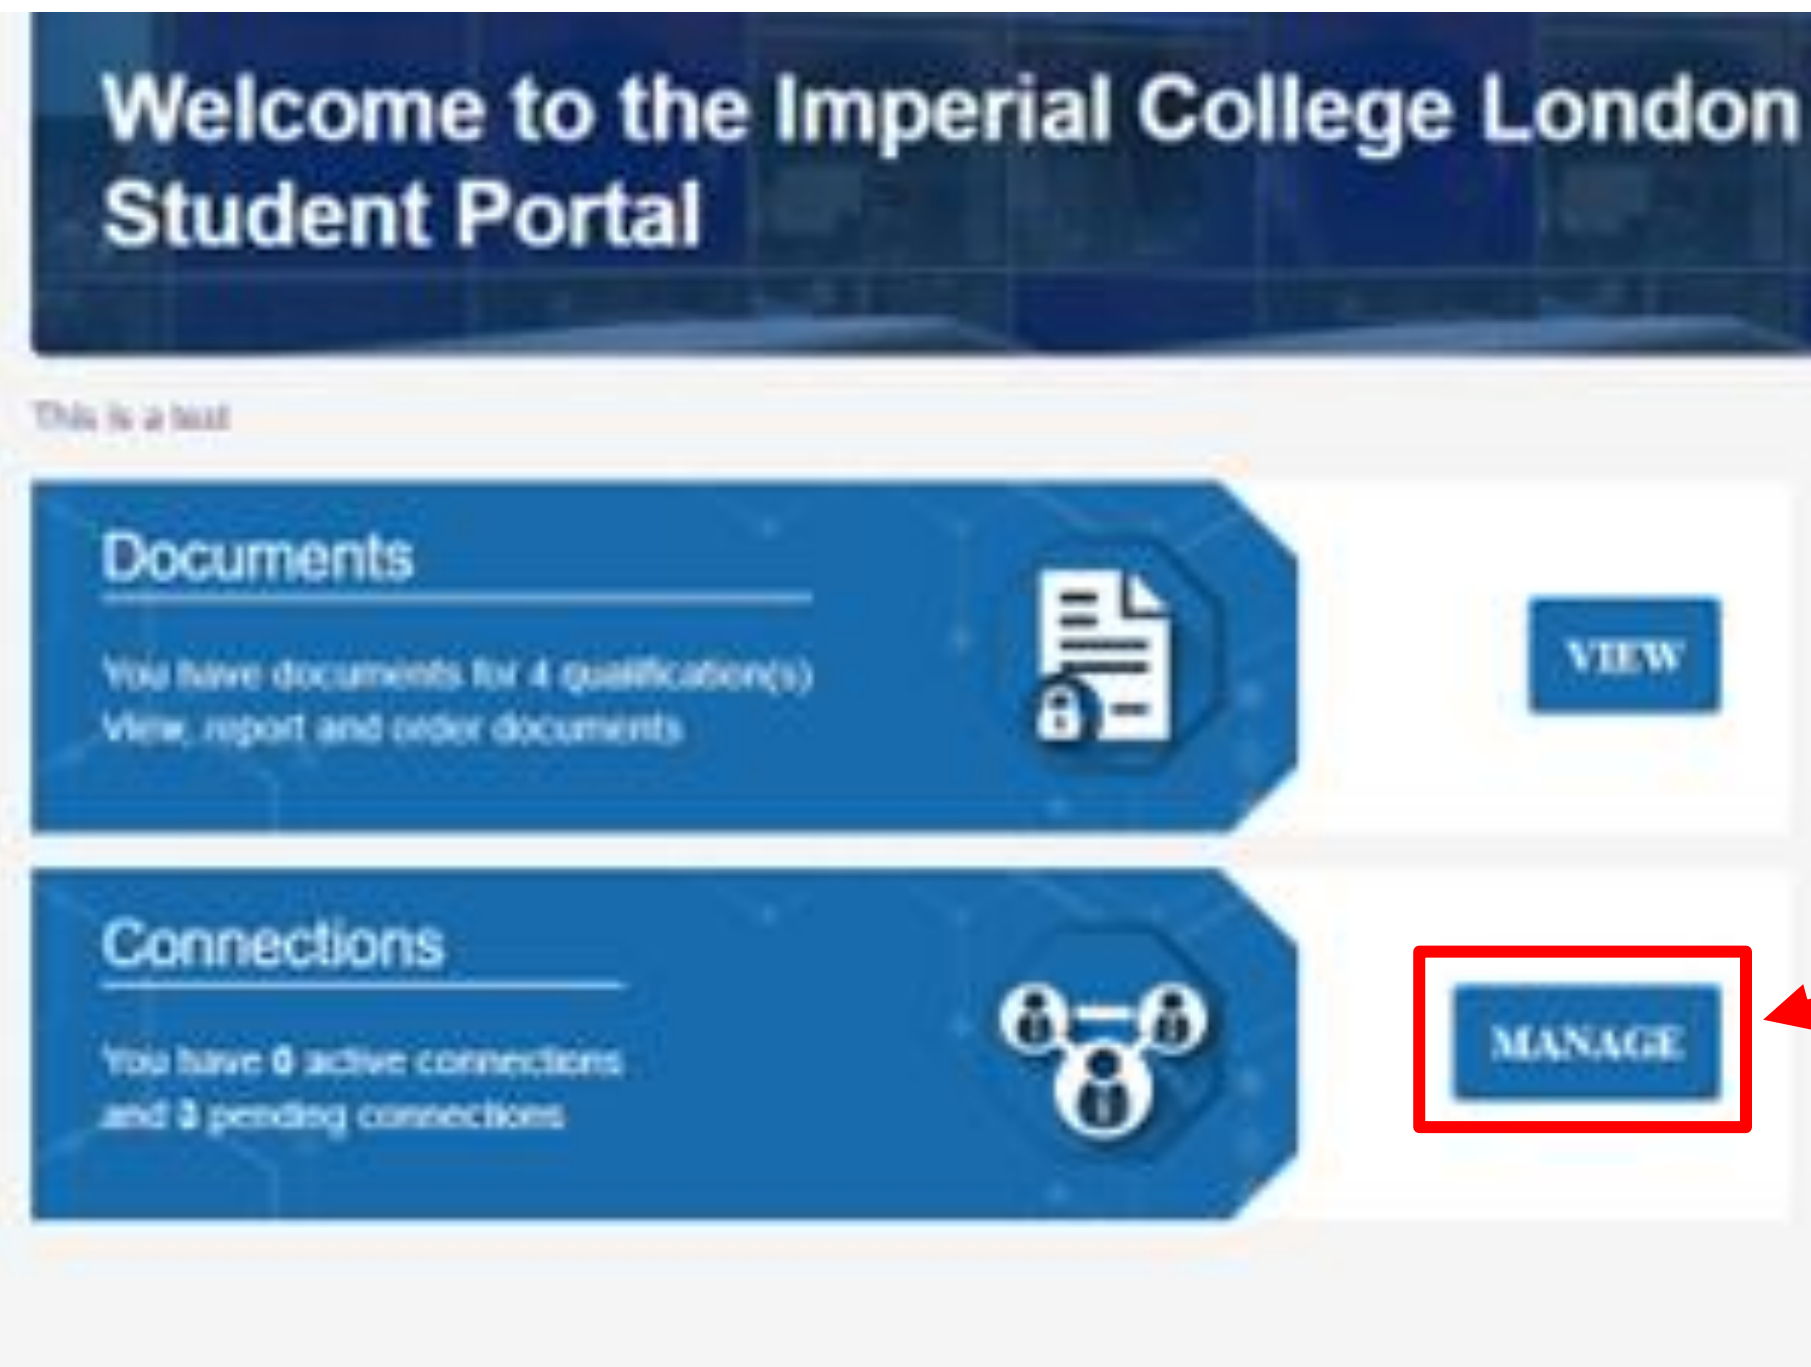 Welcome to the Imperial College London
Student Portal
This is a test
Documents
You have documents for 4 qualification(s)
View, report and order documents
VIEW
Connections
You have 0 active connections
and 3 pending connections
MANAGE